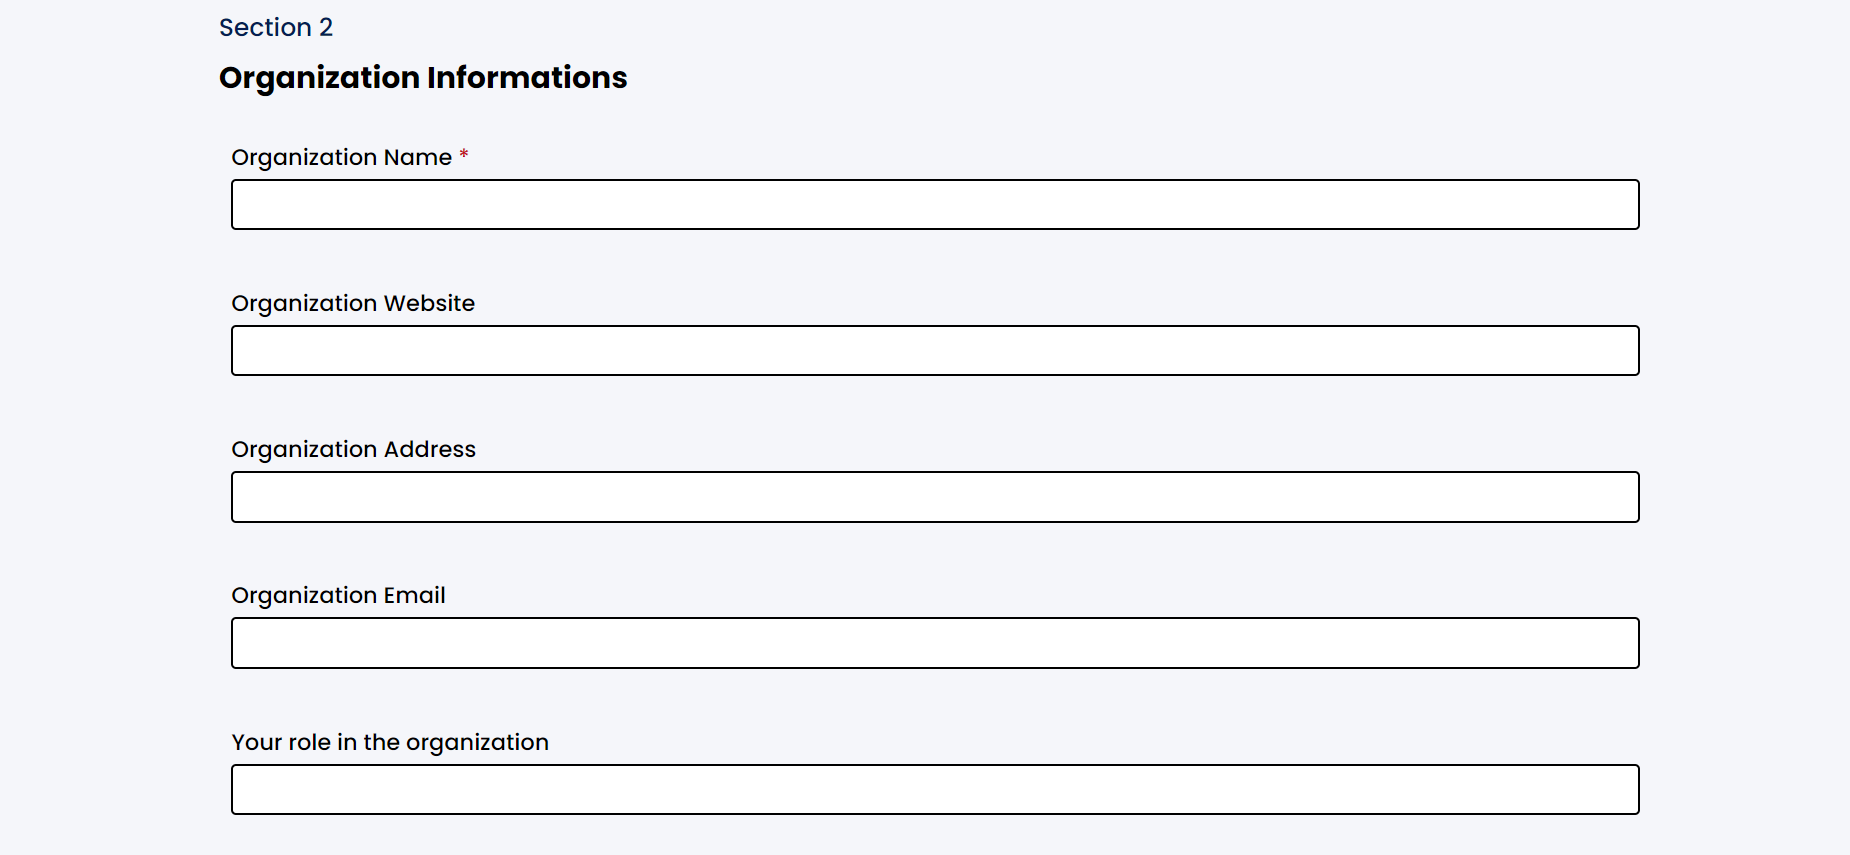 Section 2
Organization Informations
Organization Name *
Organization Website
Organization Address
Organization Email
Your role in the organization